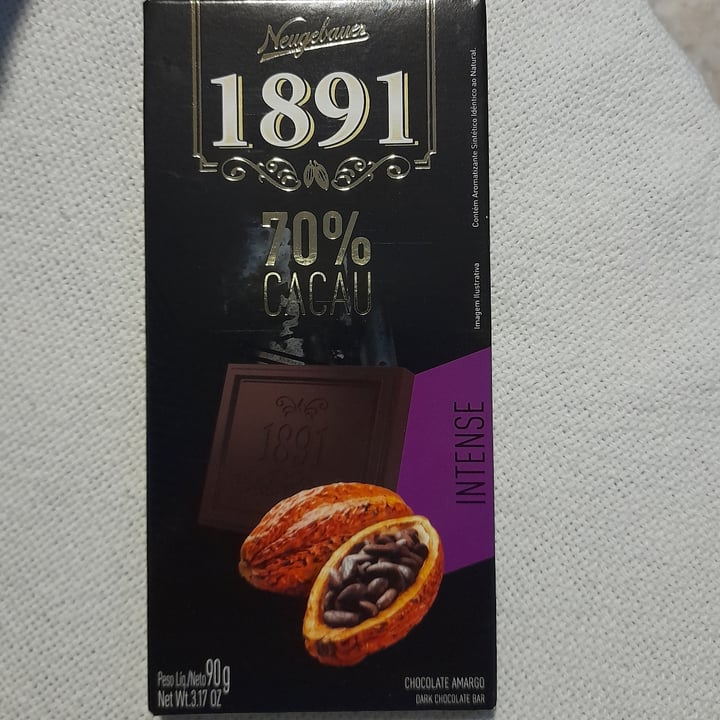 Neugebauer
1891
70%
CACAU
1891
INTENSE
Contém Aromatizante Sintético Idêntico ao Natural.
Imagem Ilustrativa
Peso Líq./Neto 90g
Net Wt. 3.17 OZ
CHOCOLATE AMARGO
DARK CHOCOLATE BAR